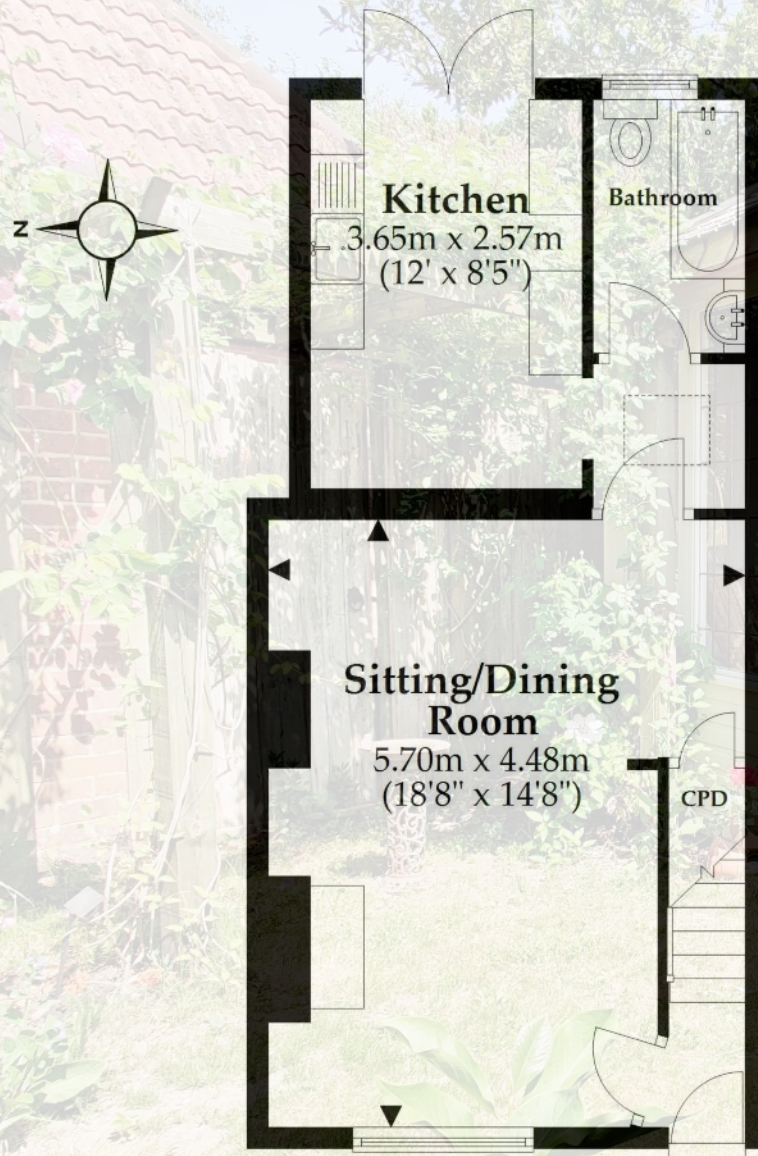 Kitchen
3.65m x 2.57m
(12' x 8'5")
Bathroom
N
Sitting/Dining
Room
5.70m x 4.48m
(18'8" x 14'8")
CPD